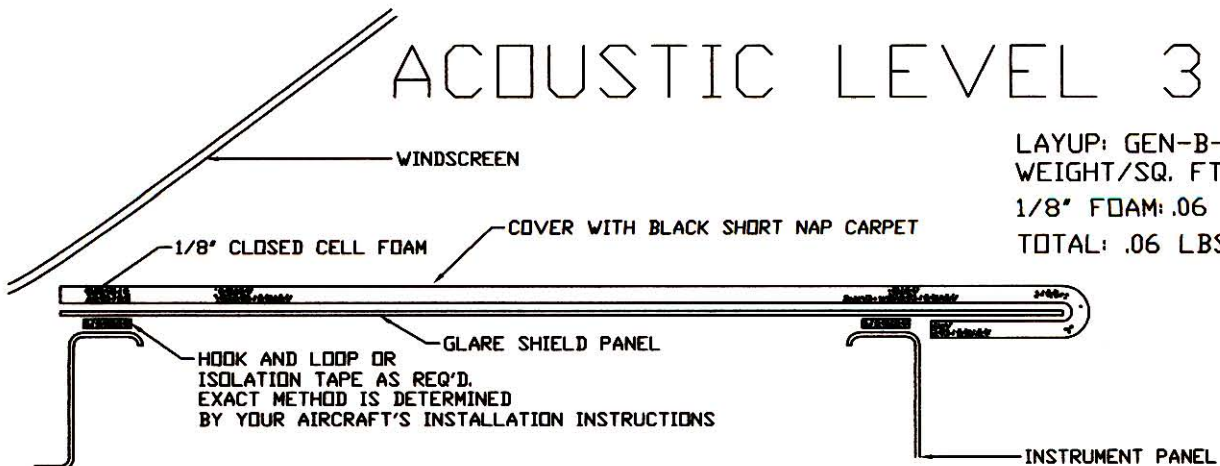 ACOUSTIC LEVEL 3
LAYUP: GEN-B-
WEIGHT/SQ. FT
1/8" FOAM: .06
TOTAL: .06 LBS
WINDSCREEN
COVER WITH BLACK SHORT NAP CARPET
1/8" CLOSED CELL FOAM
GLARE SHIELD PANEL
HOOK AND LOOP OR
ISOLATION TAPE AS REQ'D.
EXACT METHOD IS DETERMINED
BY YOUR AIRCRAFT'S INSTALLATION INSTRUCTIONS
INSTRUMENT PANEL